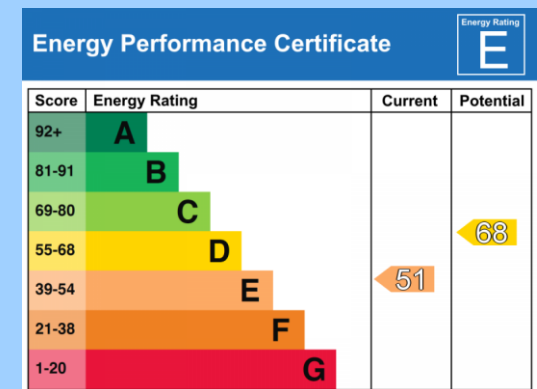 Energy Performance Certificate
Energy Rating
E
Score Energy Rating Current Potential
92+ A
81-91 B
69-80 C
68
55-68 D
39-54 E 51
21-38 F
1-20 G